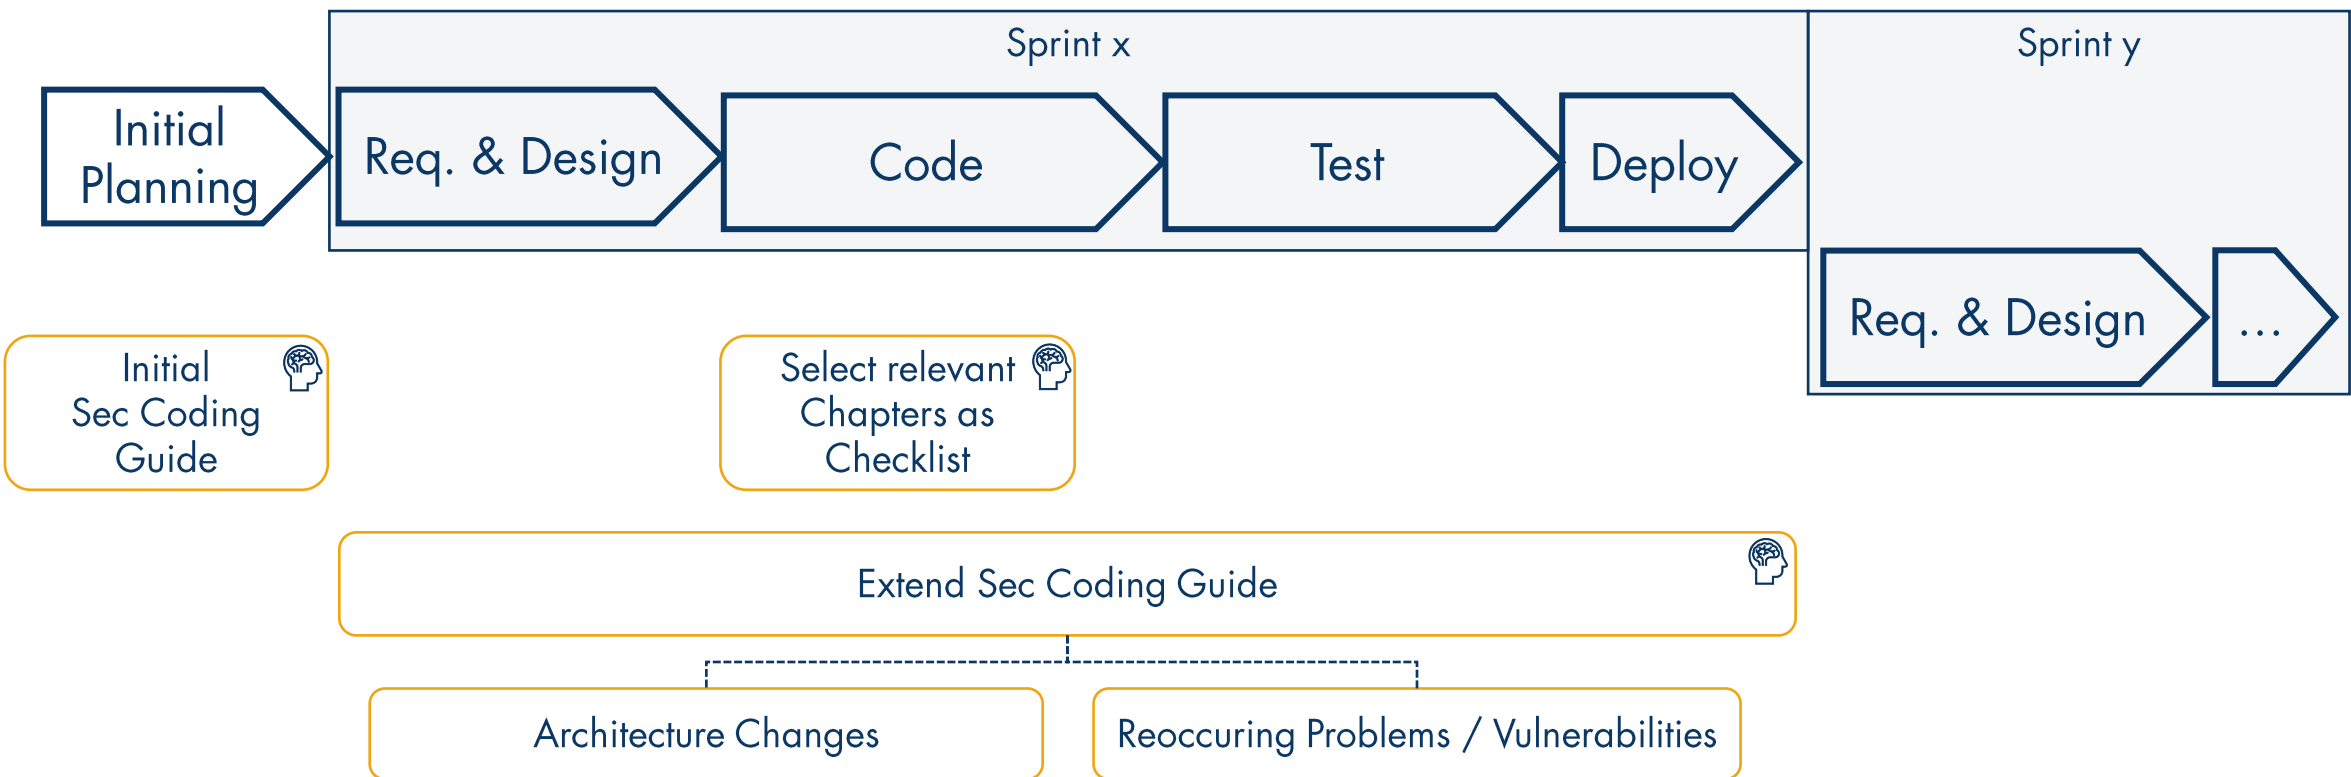 Sprint x
Sprint y
Initial
Planning
Req. & Design
Code
Test
Deploy
Req. & Design
...
Initial
Sec Coding
Guide
Select relevant
Chapters as
Checklist
Extend Sec Coding Guide
Architecture Changes
Reoccuring Problems / Vulnerabilities